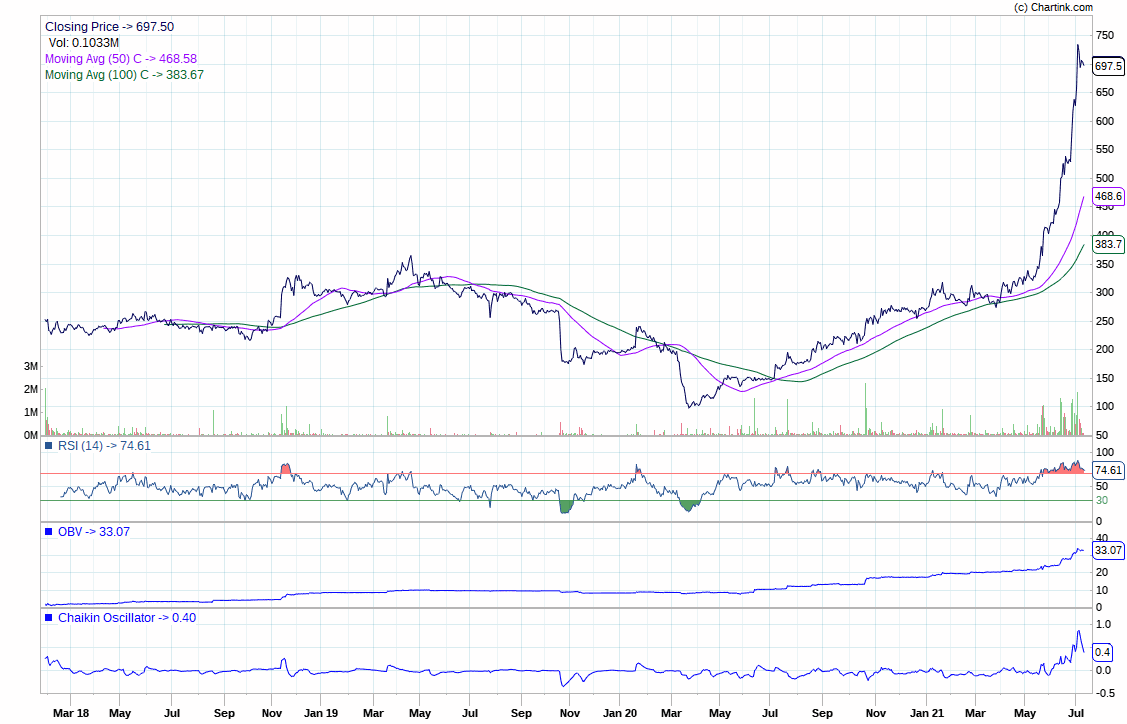 (c) Chartink.com
Closing Price -> 697.50
Vol: 0.1033M
Moving Avg (50) C -> 468.58
Moving Avg (100) C -> 383.67
750
697.5
650
600
550
500
468.6
450
400
383.7
350
300
250
200
150
100
50
3M
2M
1M
0M
RSI (14) -> 74.61
100
74.61
50
30
0
OBV -> 33.07
40
33.07
20
10
0
Chaikin Oscillator -> 0.40
1.0
0.4
0.0
-0.5
Mar 18 May Jul Sep Nov Jan 19 Mar May Jul Sep Nov Jan 20 Mar May Jul Sep Nov Jan 21 Mar May Jul